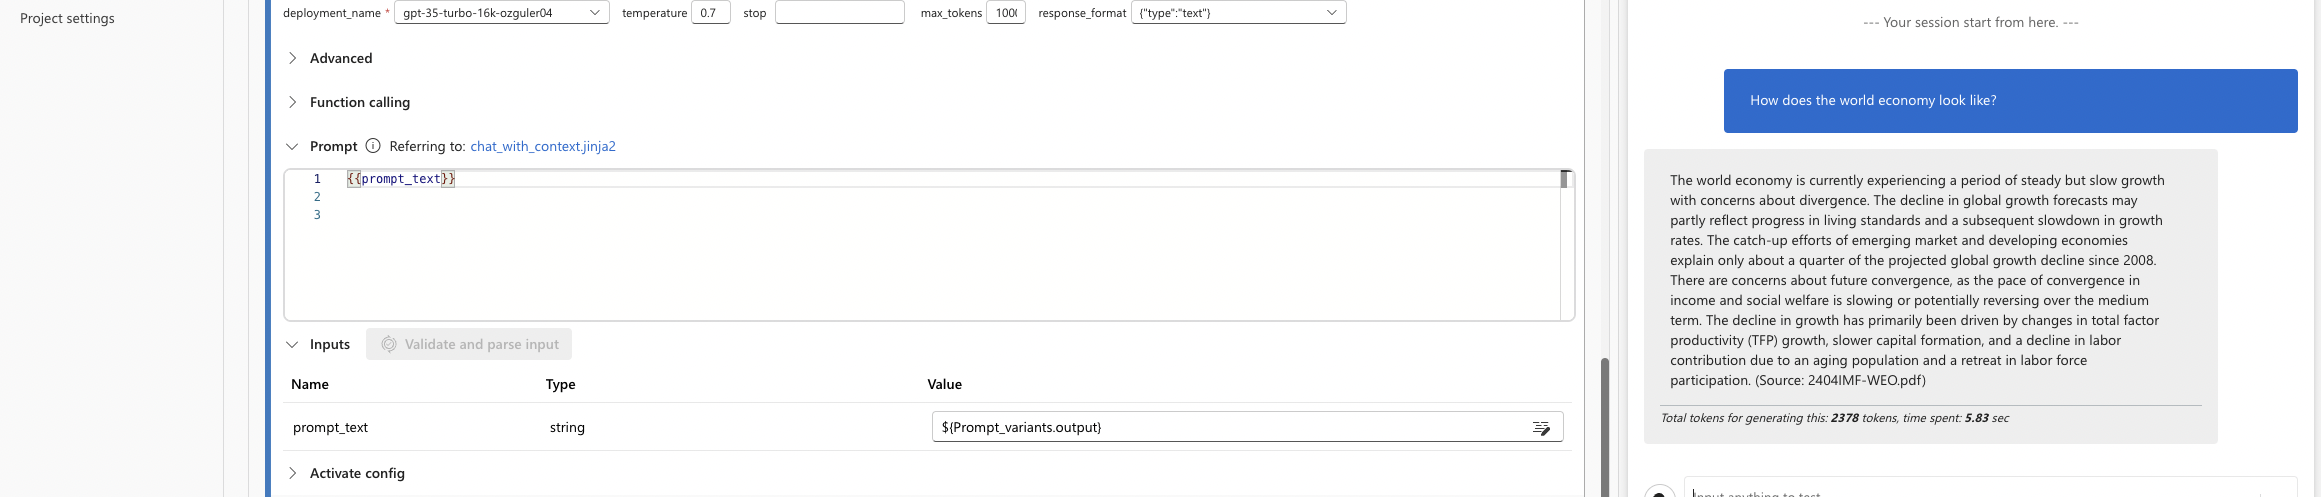 Project settings
deployment_name * gpt-35-turbo-16k-ozguler04 temperature 0.7 stop max_tokens 100 response_format {"type":"text"}
Advanced
Function calling
Prompt Referring to: chat_with_context.jinja2
1 {{prompt_text}}
2
3
Inputs Validate and parse input
Name Type Value
prompt_text string ${Prompt_variants.output}
Activate config
--- Your session start from here. ---
How does the world economy look like?
The world economy is currently experiencing a period of steady but slow growth
with concerns about divergence. The decline in global growth forecasts may
partly reflect progress in living standards and a subsequent slowdown in growth
rates. The catch-up efforts of emerging market and developing economies
explain only about a quarter of the projected global growth decline since 2008.
There are concerns about future convergence, as the pace of convergence in
income and social welfare is slowing or potentially reversing over the medium
term. The decline in growth has primarily been driven by changes in total factor
productivity (TFP) growth, slower capital formation, and a decline in labor
contribution due to an aging population and a retreat in labor force
participation. (Source: 2404IMF-WEO.pdf)
Total tokens for generating this: 2378 tokens, time spent: 5.83 sec
Input anything to test